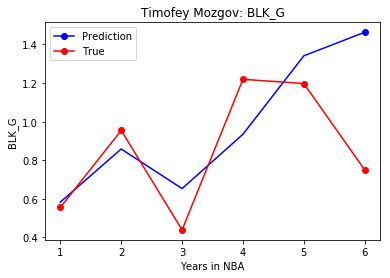 Timofey Mozgov: BLK_G
Prediction
True
1.4
1.2
1.0
0.8
0.6
0.4
BLK_G
1 2 3 4 5 6
Years in NBA